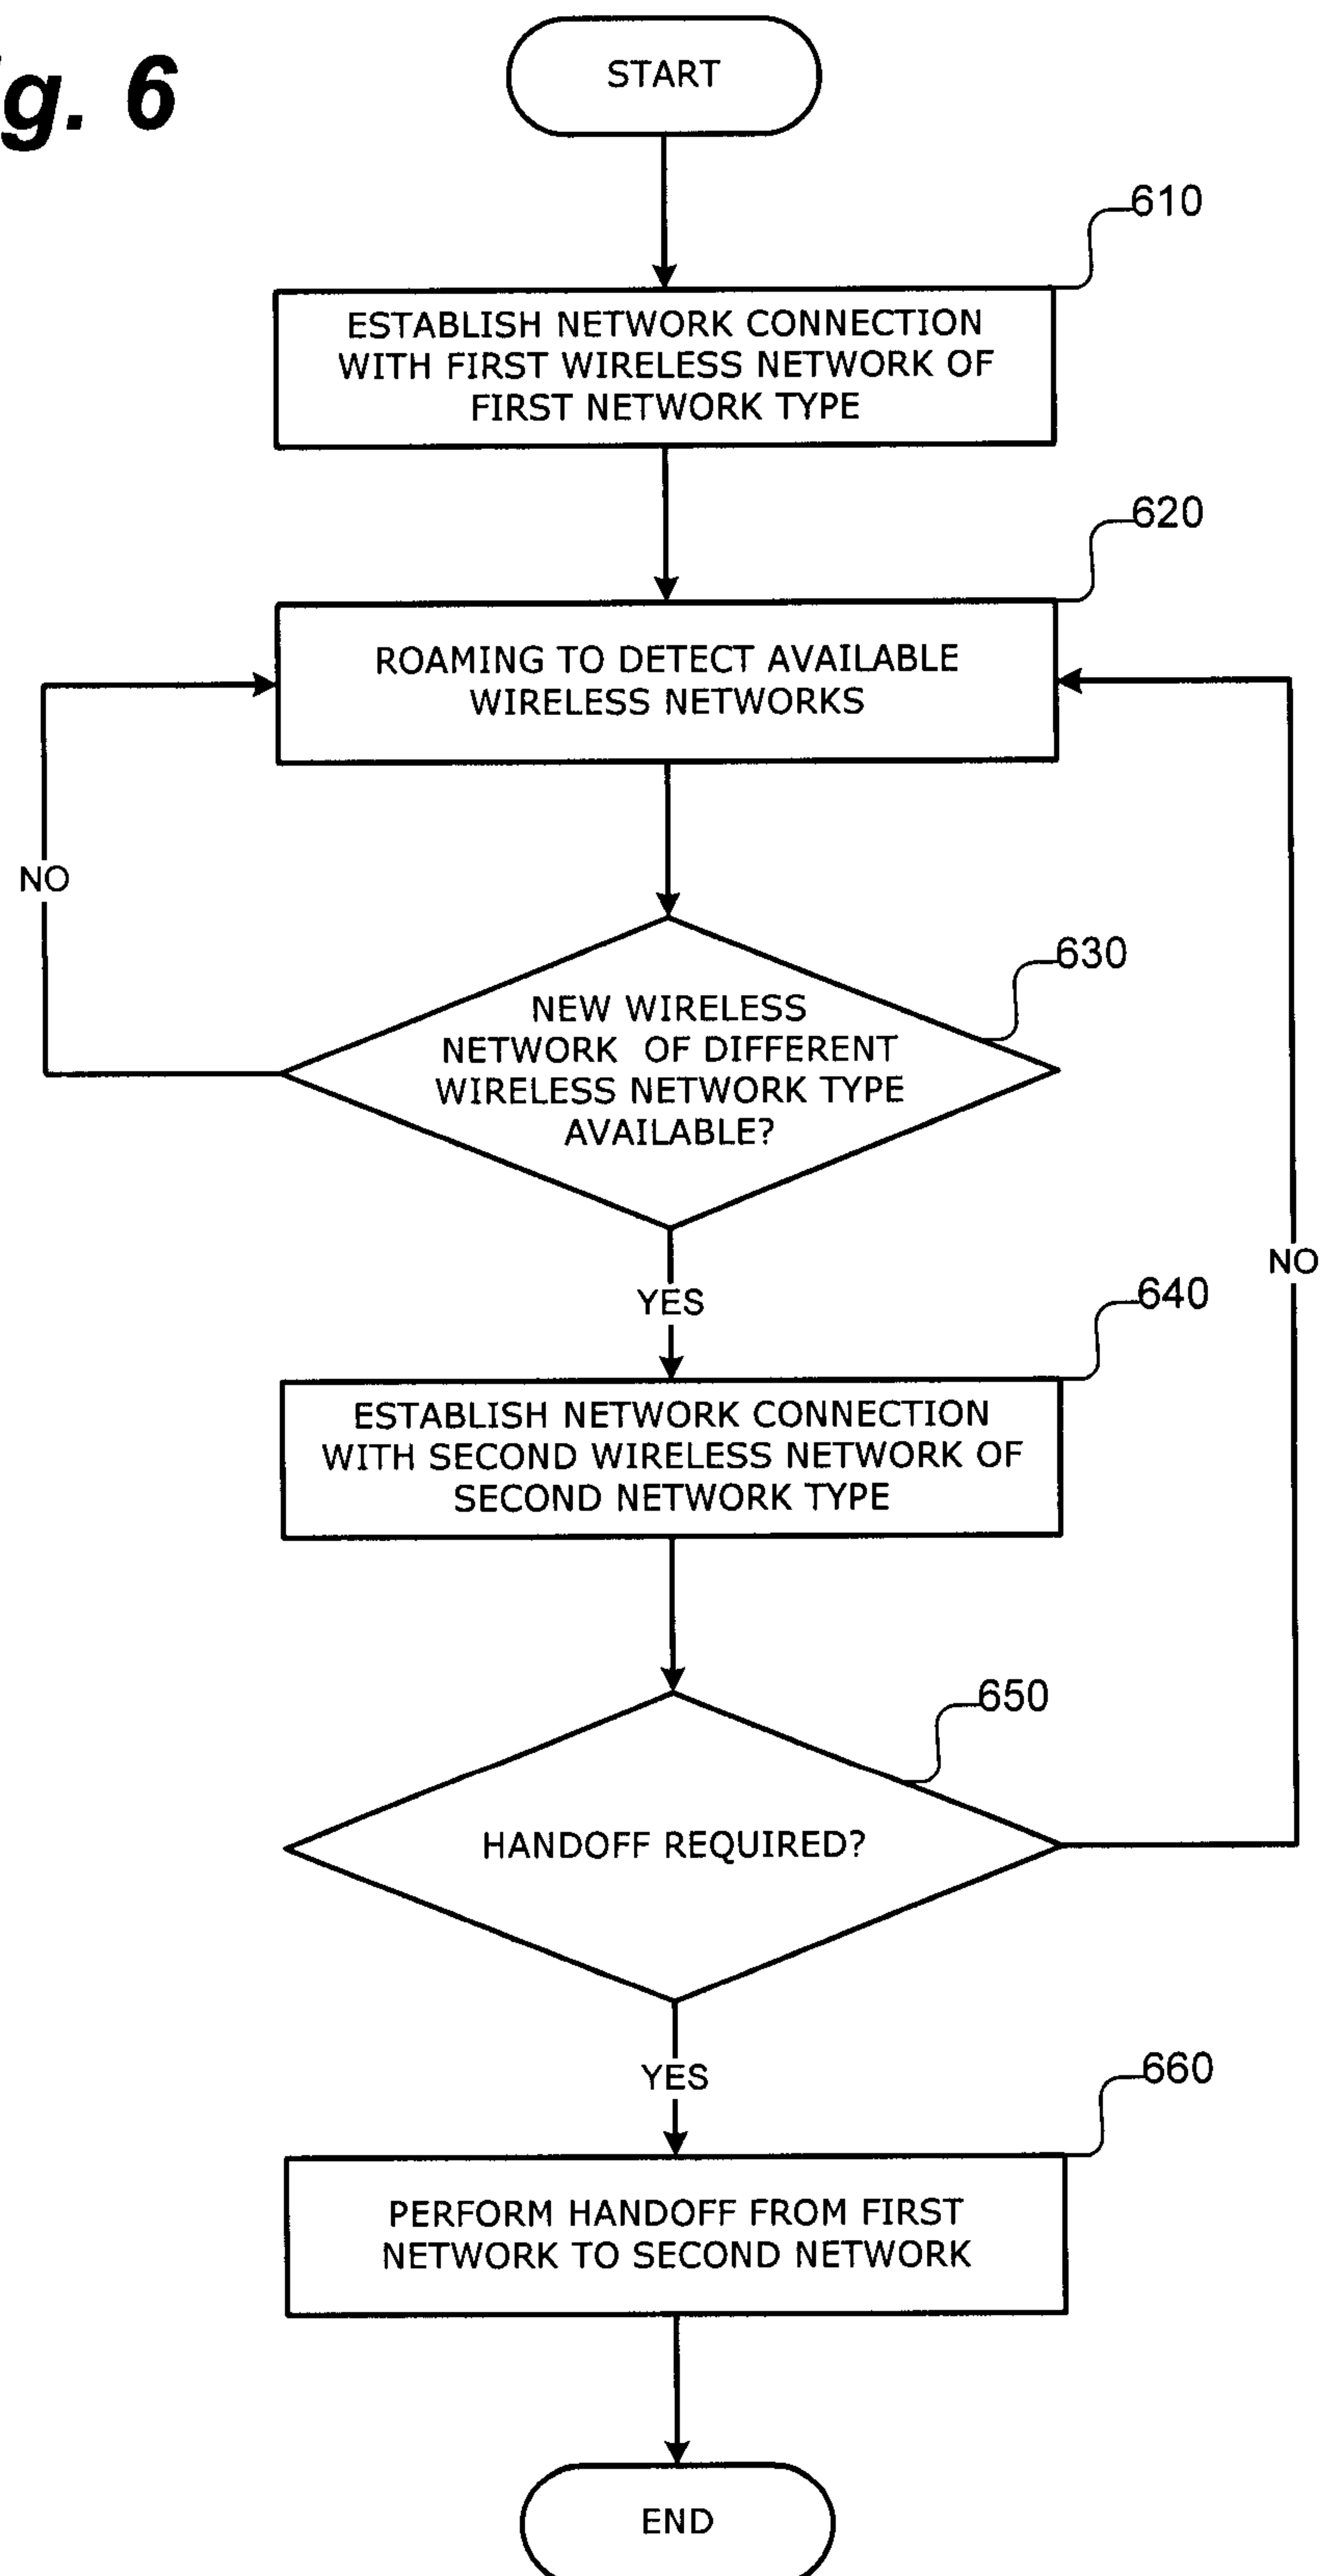 g. 6
START
610
ESTABLISH NETWORK CONNECTION
WITH FIRST WIRELESS NETWORK OF
FIRST NETWORK TYPE
620
ROAMING TO DETECT AVAILABLE
WIRELESS NETWORKS
NO
630
NEW WIRELESS
NETWORK OF DIFFERENT
WIRELESS NETWORK TYPE
AVAILABLE?
NO
YES
640
ESTABLISH NETWORK CONNECTION
WITH SECOND WIRELESS NETWORK OF
SECOND NETWORK TYPE
650
HANDOFF REQUIRED?
YES
660
PERFORM HANDOFF FROM FIRST
NETWORK TO SECOND NETWORK
END